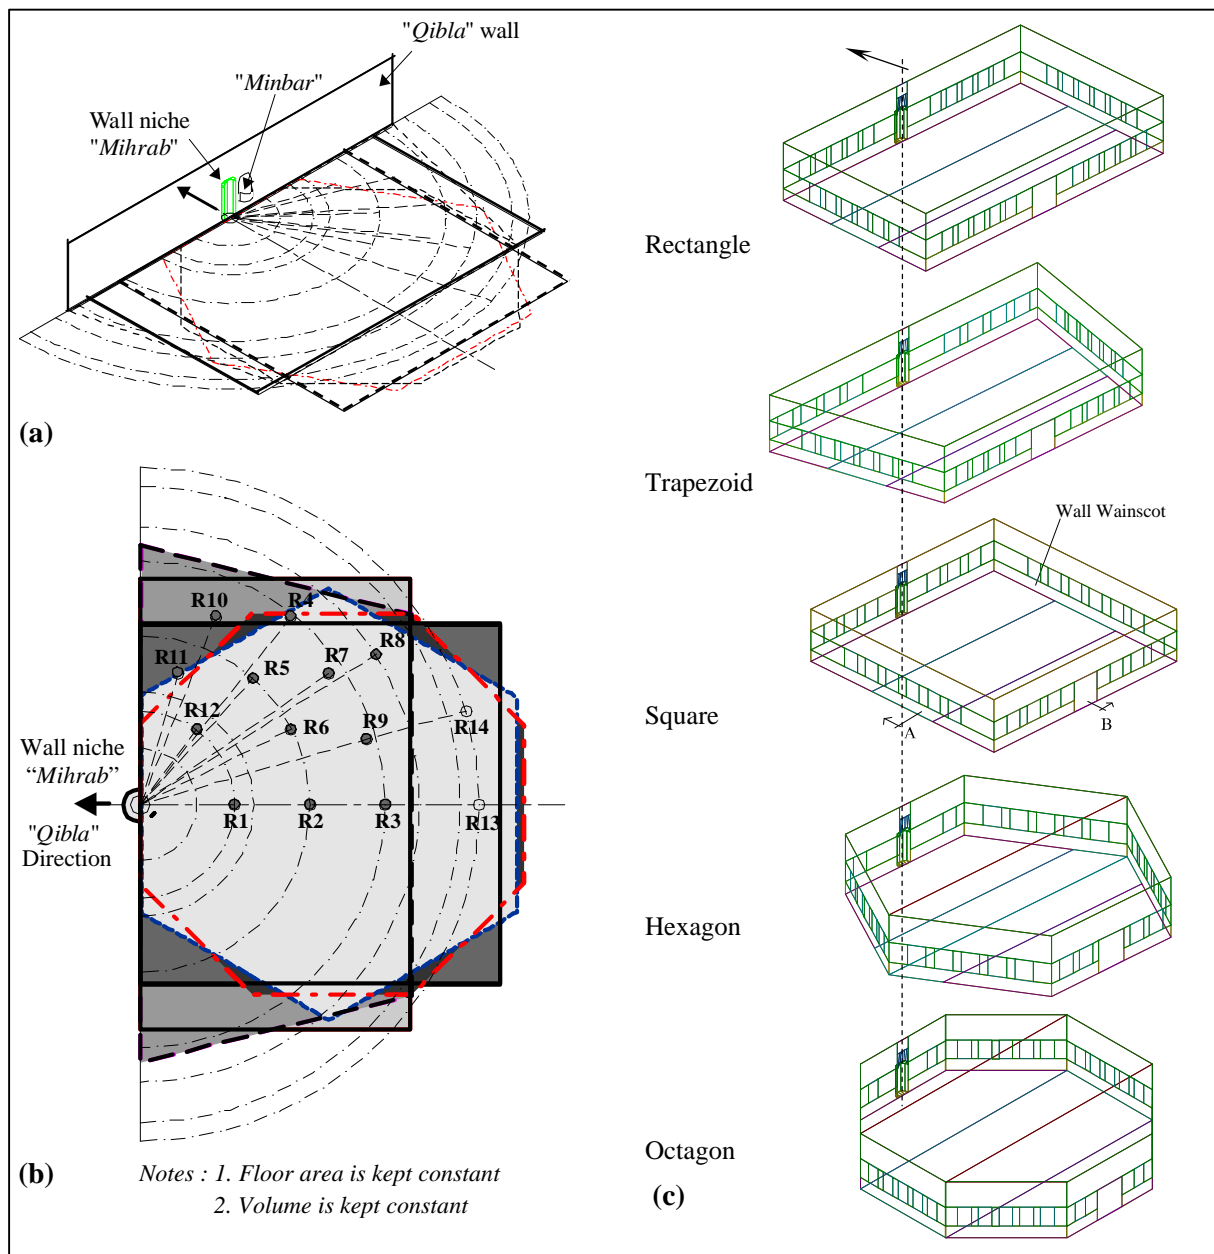 "Qibla" wall
"Minbar"
Wall niche
"Mihrab"
(a)
R10
R4
R11
R5
R7
R8
R12
R6
R9
R14
Wall niche
“Mihrab”
"Qibla"
Direction
R1
R2
R3
R13
(b)
Notes : 1. Floor area is kept constant
2. Volume is kept constant
Rectangle
Trapezoid
Wall Wainscot
Square
A
B
Hexagon
Octagon
(c)